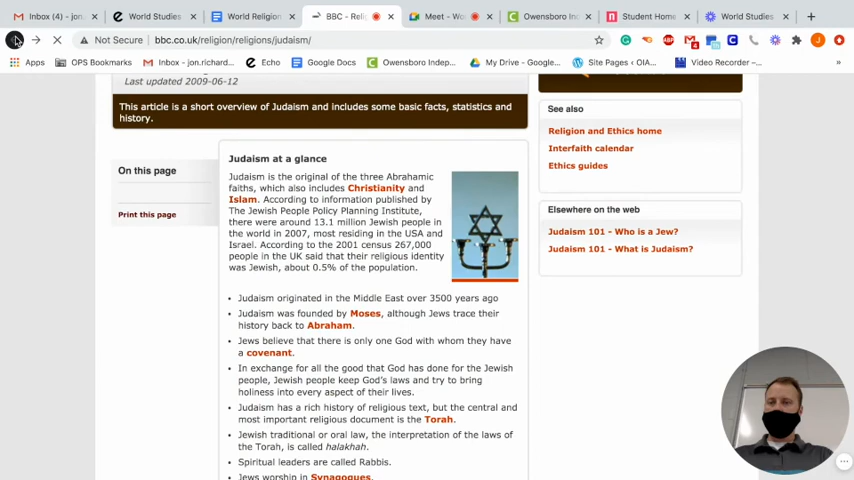 Inbox (4) - jon.
World Studies
World Religion
BBC - Reli
Meet - Wo
Owensboro In
Student Home
World Studies
Not Secure
bbc.co.uk/religion/religions/judaism/
Apps
OPS Bookmarks
Inbox - jon.richard...
Echo
Google Docs
Owensboro Indep...
My Drive - Google...
Site Pages - OIA...
Video Recorder –...
»
Last updated 2009-06-12
This article is a short overview of Judaism and includes some basic facts, statistics and
history.
On this page
Print this page
Judaism at a glance
Judaism is the original of the three Abrahamic
faiths, which also includes Christianity and
Islam. According to information published by
The Jewish People Policy Planning Institute,
there were around 13.1 million Jewish people in
the world in 2007, most residing in the USA and
Israel. According to the 2001 census 267,000
people in the UK said that their religious identity
was Jewish, about 0.5% of the population.
• Judaism originated in the Middle East over 3500 years ago
• Judaism was founded by Moses, although Jews trace their
history back to Abraham.
• Jews believe that there is only one God with whom they have
a covenant.
• In exchange for all the good that God has done for the Jewish
people, Jewish people keep God's laws and try to bring
holiness into every aspect of their lives.
• Judaism has a rich history of religious text, but the central and
most important religious document is the Torah.
• Jewish traditional or oral law, the interpretation of the laws of
the Torah, is called halakhah.
• Spiritual leaders are called Rabbis.
• Jews worship in Synagogues.
See also
Religion and Ethics home
Interfaith calendar
Ethics guides
Elsewhere on the web
Judaism 101 - Who is a Jew?
Judaism 101 - What is Judaism?